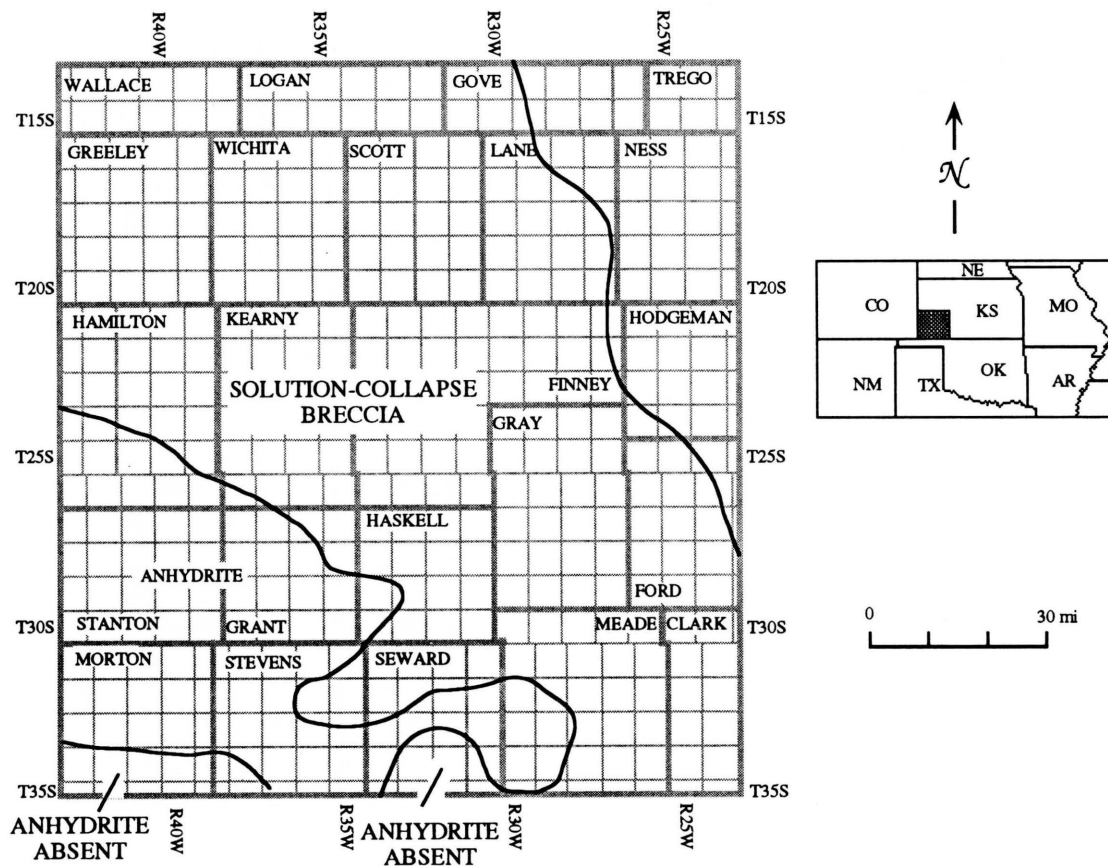 R40W
R35W
R30W
R25W
WALLACE
LOGAN
GOVE
TREGO
T15S
T15S
GREELEY
WICHITA
SCOTT
LANE
NESS
N
T20S
T20S
NE
CO
KS
MO
HAMILTON
KEARNY
HODGEMAN
NM
TX
OK
AR
SOLUTION-COLLAPSE
BRECCIA
FINNEY
GRAY
T25S
T25S
HASKELL
ANHYDRITE
FORD
0
30 mi
STANTON
GRANT
MEADE
CLARK
T30S
T30S
MORTON
STEVENS
SEWARD
T35S
T35S
R40W
R35W
R30W
R25W
ANHYDRITE
ABSENT
ANHYDRITE
ABSENT